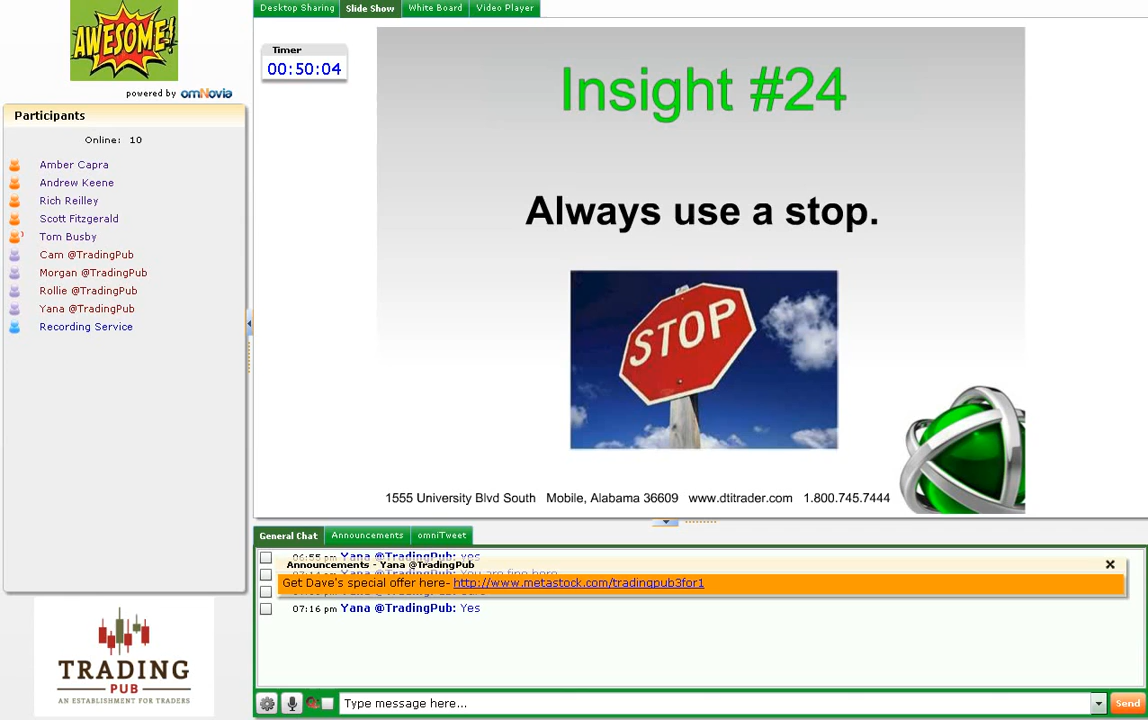 Desktop Sharing
Slide Show
White Board
Video Player
AWESOME!
powered by omNovia
Participants
Online: 10
Amber Capra
Andrew Keene
Rich Reilley
Scott Fitzgerald
Tom Busby
Cam @TradingPub
Morgan @TradingPub
Rollie @TradingPub
Yana @TradingPub
Recording Service
TRADING
PUB
AN ESTABLISHMENT FOR TRADERS
Timer
00:50:04
Insight #24
Always use a stop.
STOP
1555 University Blvd South Mobile, Alabama 36609 www.dtitrader.com 1.800.745.7444
General Chat
Announcements
omniTweet
06:55 pm Yana @TradingPub: yes
Announcements - Yana @TradingPub
You are fine here
Get Dave's special offer here- http://www.metastock.com/tradingpub3for1
07:16 pm Yana @TradingPub: Yes
Type message here...
Send